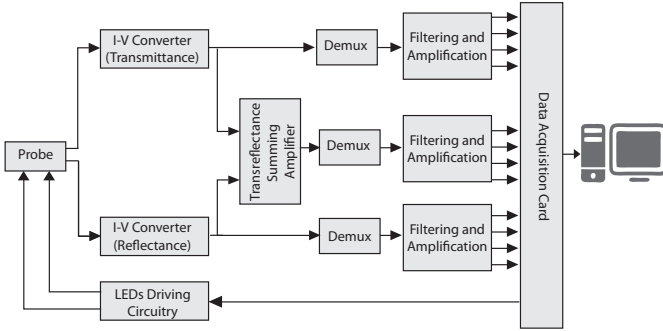 I-V Converter
(Transmittance)
Demux
Filtering and
Amplification
Probe
Transreflectance
Summing
Amplifier
Demux
Filtering and
Amplification
Data Acquisition Card
I-V Converter
(Reflectance)
Demux
Filtering and
Amplification
LEDs Driving
Circuitry